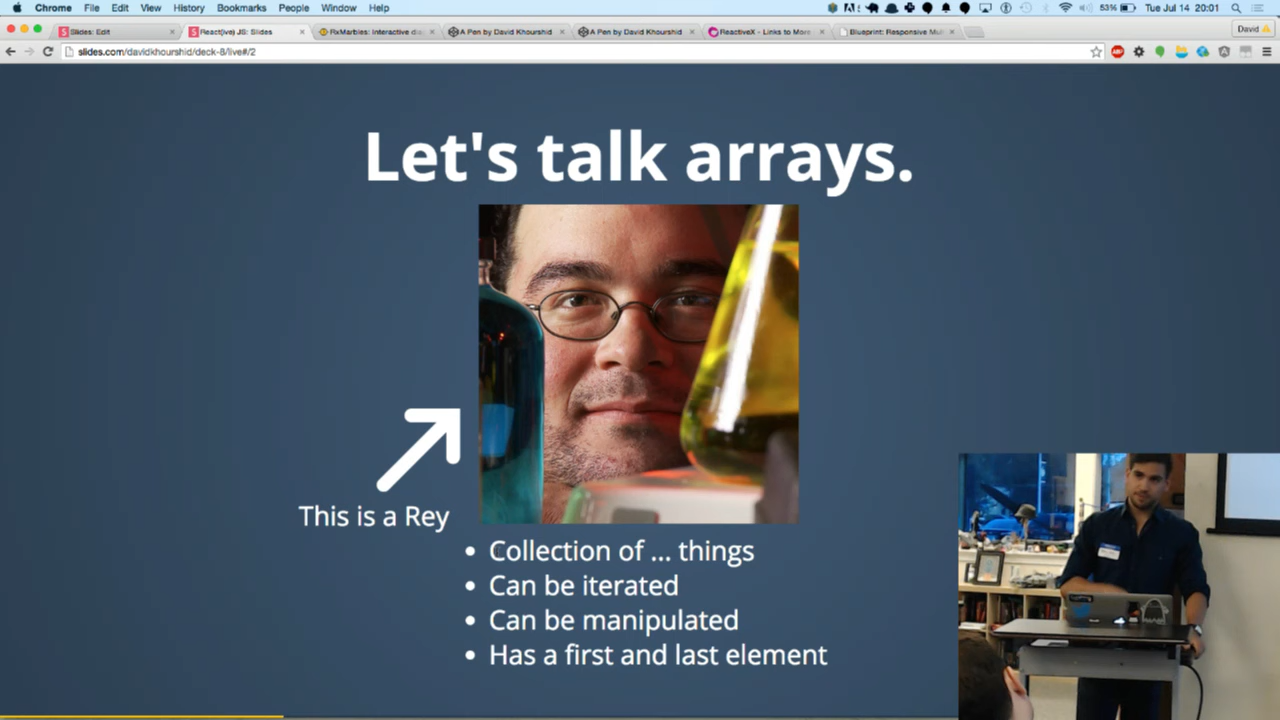 Chrome File Edit View History Bookmarks People Window Help
53% Tue Jul 14 20:01
Slides: Edit
React(ive) JS: Slides
RxMarbles: Interactive dia
A Pen by David Khourshid
A Pen by David Khourshid
ReactiveX - Links to More
Blueprint: Responsive Mul
David
slides.com/davidkhourshid/deck-8/live#/2
ABP
Let's talk arrays.
This is a Rey
• Collection of ... things
• Can be iterated
• Can be manipulated
• Has a first and last element